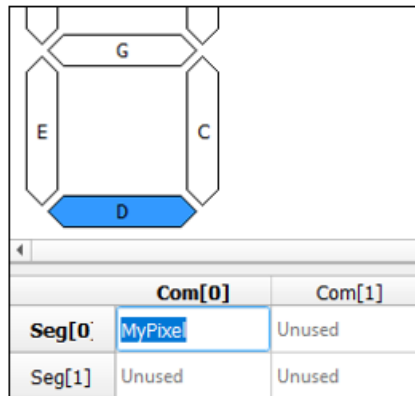 G
E C
D
Com[0] Com[1]
Seg[0] MyPixel Unused
Seg[1] Unused Unused